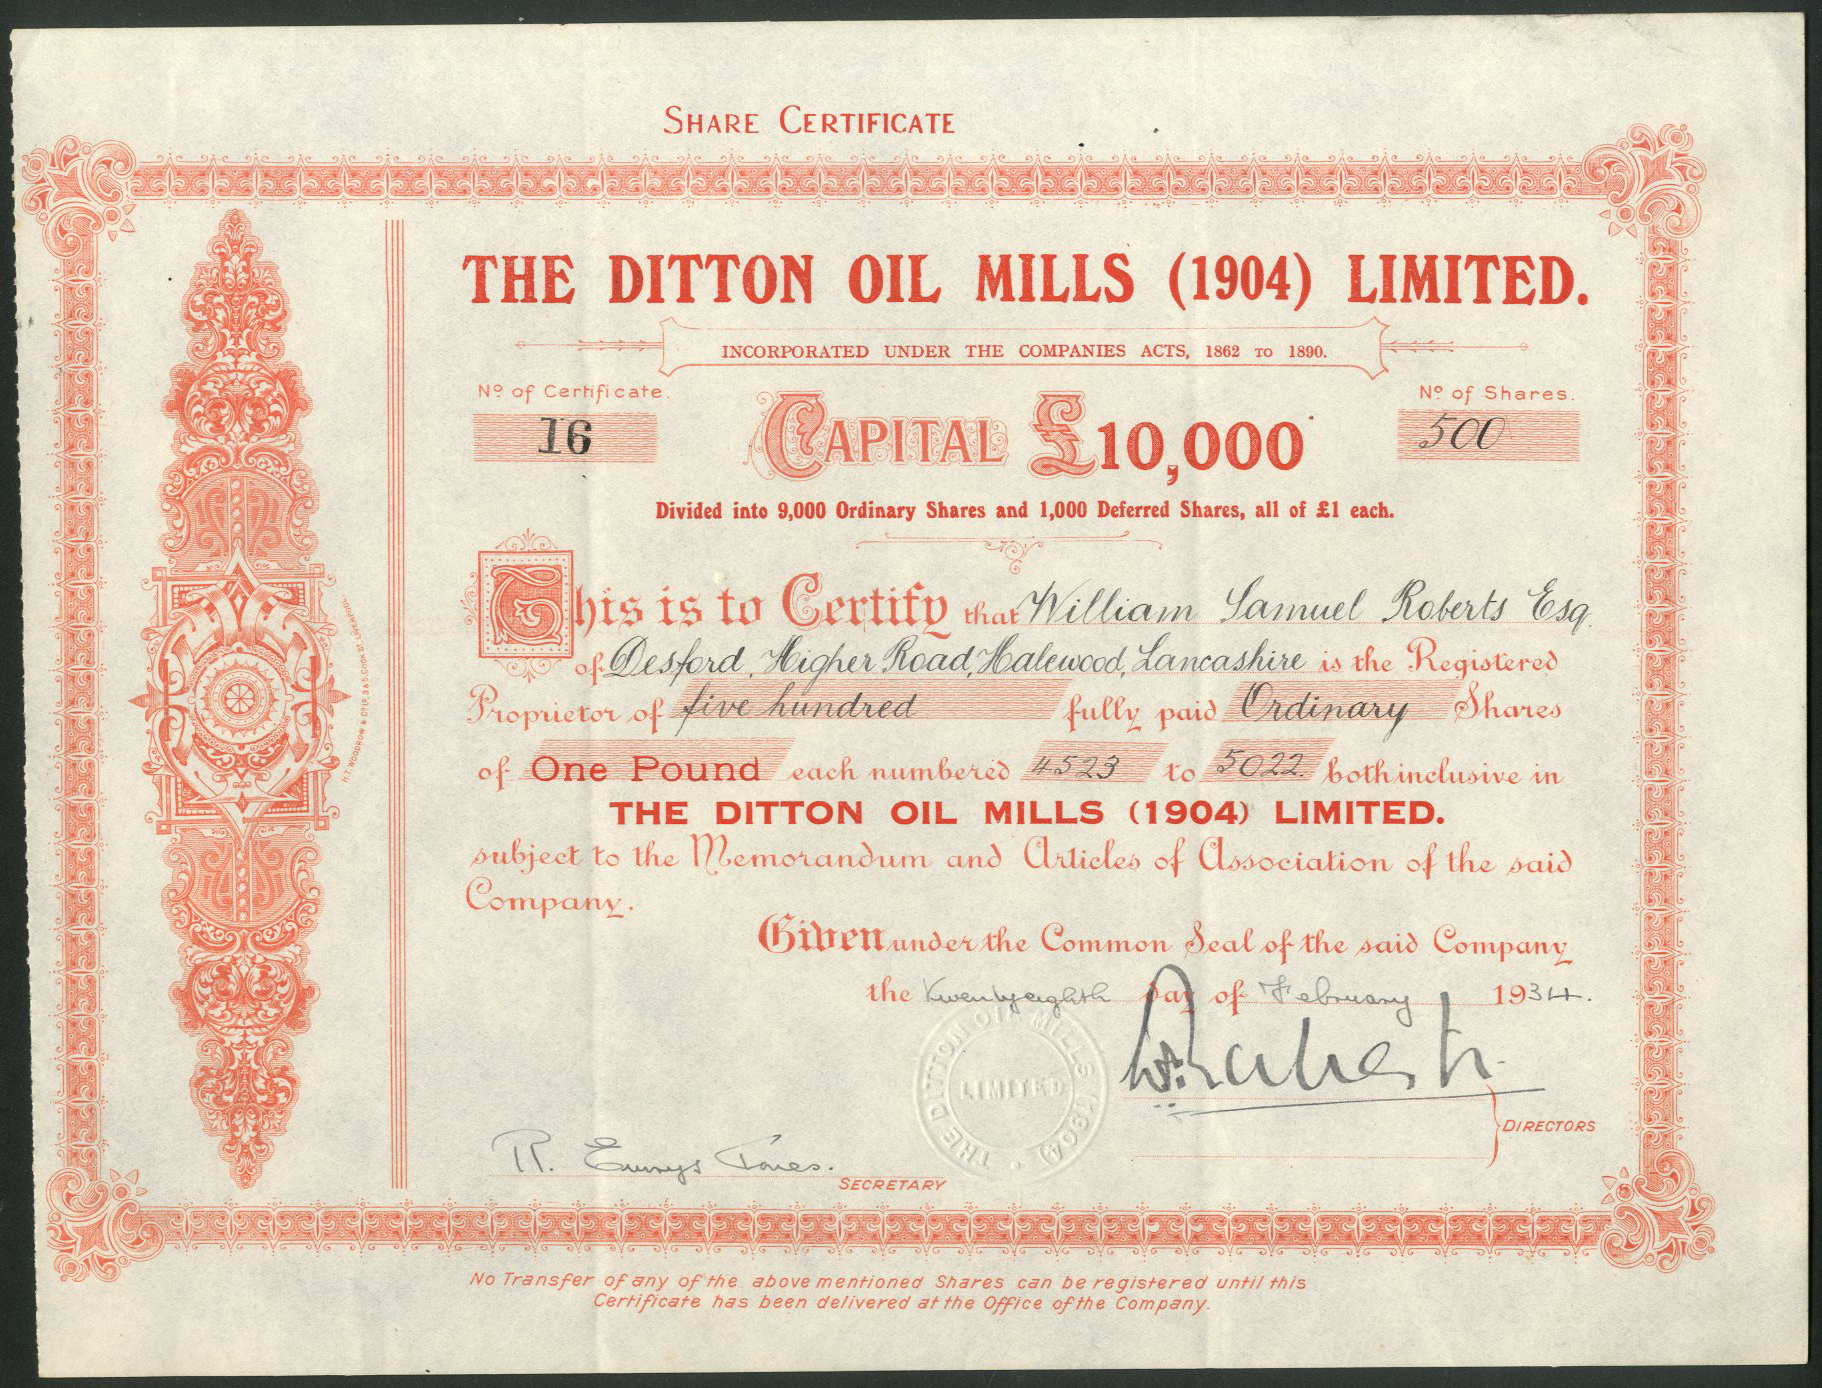 SHARE CERTIFICATE
THE DITTON OIL MILLS (1904) LIMITED.
INCORPORATED UNDER THE COMPANIES ACTS, 1862 TO 1890.
Nº of Certificate.
16
CAPITAL £10,000
Nº of Shares.
500
Divided into 9,000 Ordinary Shares and 1,000 Deferred Shares, all of £1 each.
This is to Certify that William Samuel Roberts Esq.
of Desford, Higher Road, Halewood, Lancashire is the Registered
Proprietor of five hundred fully paid Ordinary Shares
of One Pound each numbered 4523 to 5022 both inclusive in
THE DITTON OIL MILLS (1904) LIMITED.
subject to the Memorandum and Articles of Association of the said
Company.
Given under the Common Seal of the said Company
the twentyeighth day of February 1934.
THE DITTON OIL MILLS (1904)
LIMITED
DIRECTORS
R. Emrys Jones.
SECRETARY
No Transfer of any of the above mentioned Shares can be registered until this
Certificate has been delivered at the Office of the Company.